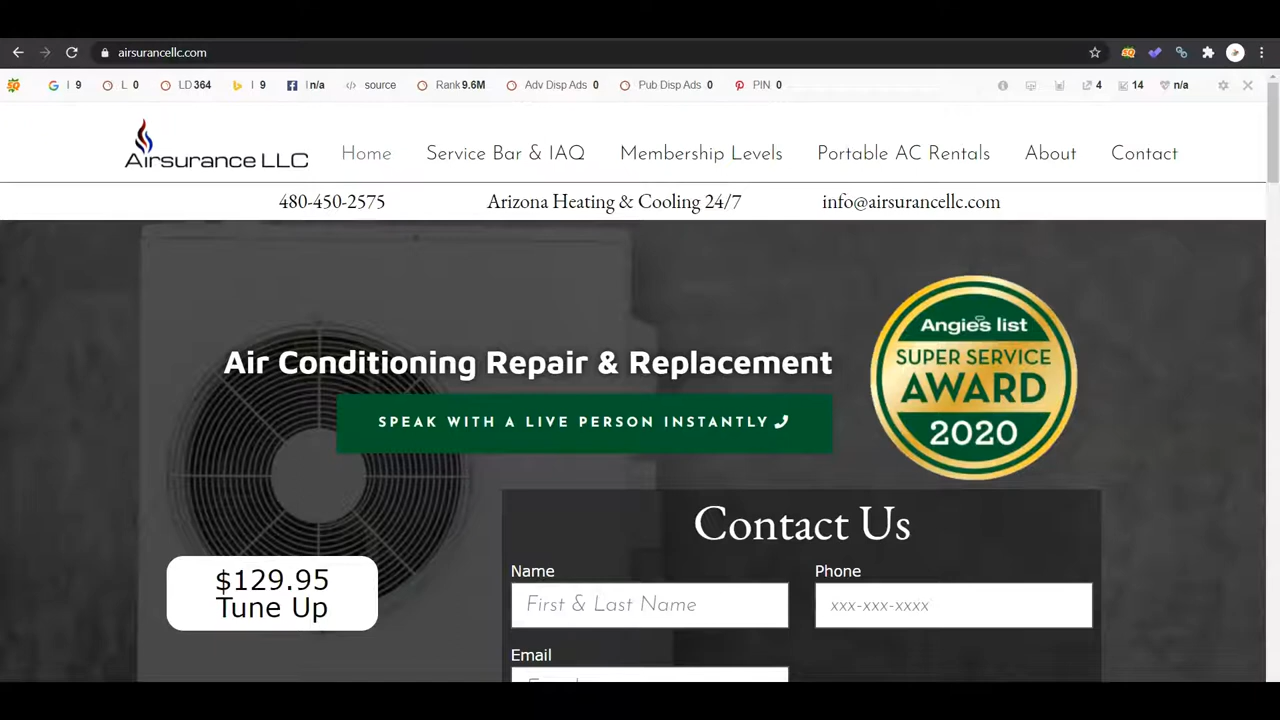 airsurancellc.com
I 9 L 0 LD 364 I 9 I n/a source Rank 9.6M Adv Disp Ads 0 Pub Disp Ads 0 PIN 0 4 14 n/a
Airsurance LLC Home Service Bar & IAQ Membership Levels Portable AC Rentals About Contact
480-450-2575 Arizona Heating & Cooling 24/7 info@airsurancellc.com
Angie's list
SUPER SERVICE
AWARD
2020
Air Conditioning Repair & Replacement
SPEAK WITH A LIVE PERSON INSTANTLY
Contact Us
Name Phone
First & Last Name xxx-xxx-xxxx
$129.95
Tune Up
Email